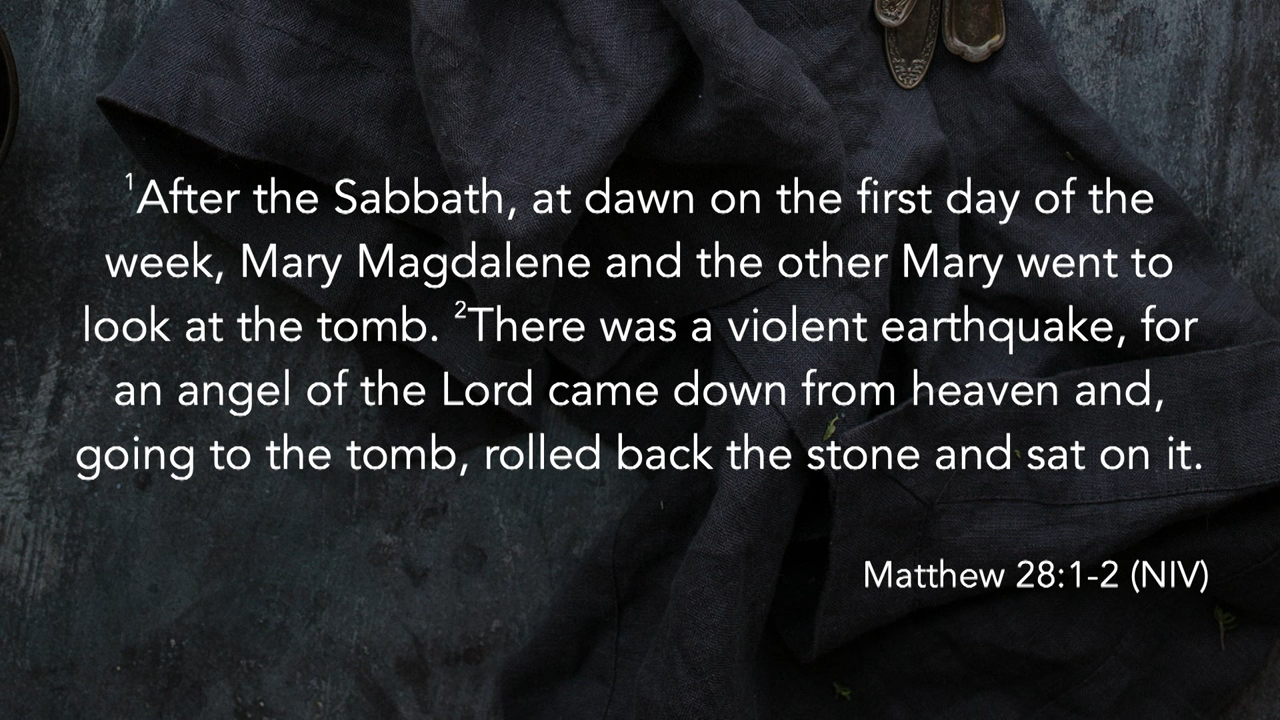 ¹After the Sabbath, at dawn on the first day of the
week, Mary Magdalene and the other Mary went to
look at the tomb. ²There was a violent earthquake, for
an angel of the Lord came down from heaven and,
going to the tomb, rolled back the stone and sat on it.
Matthew 28:1-2 (NIV)